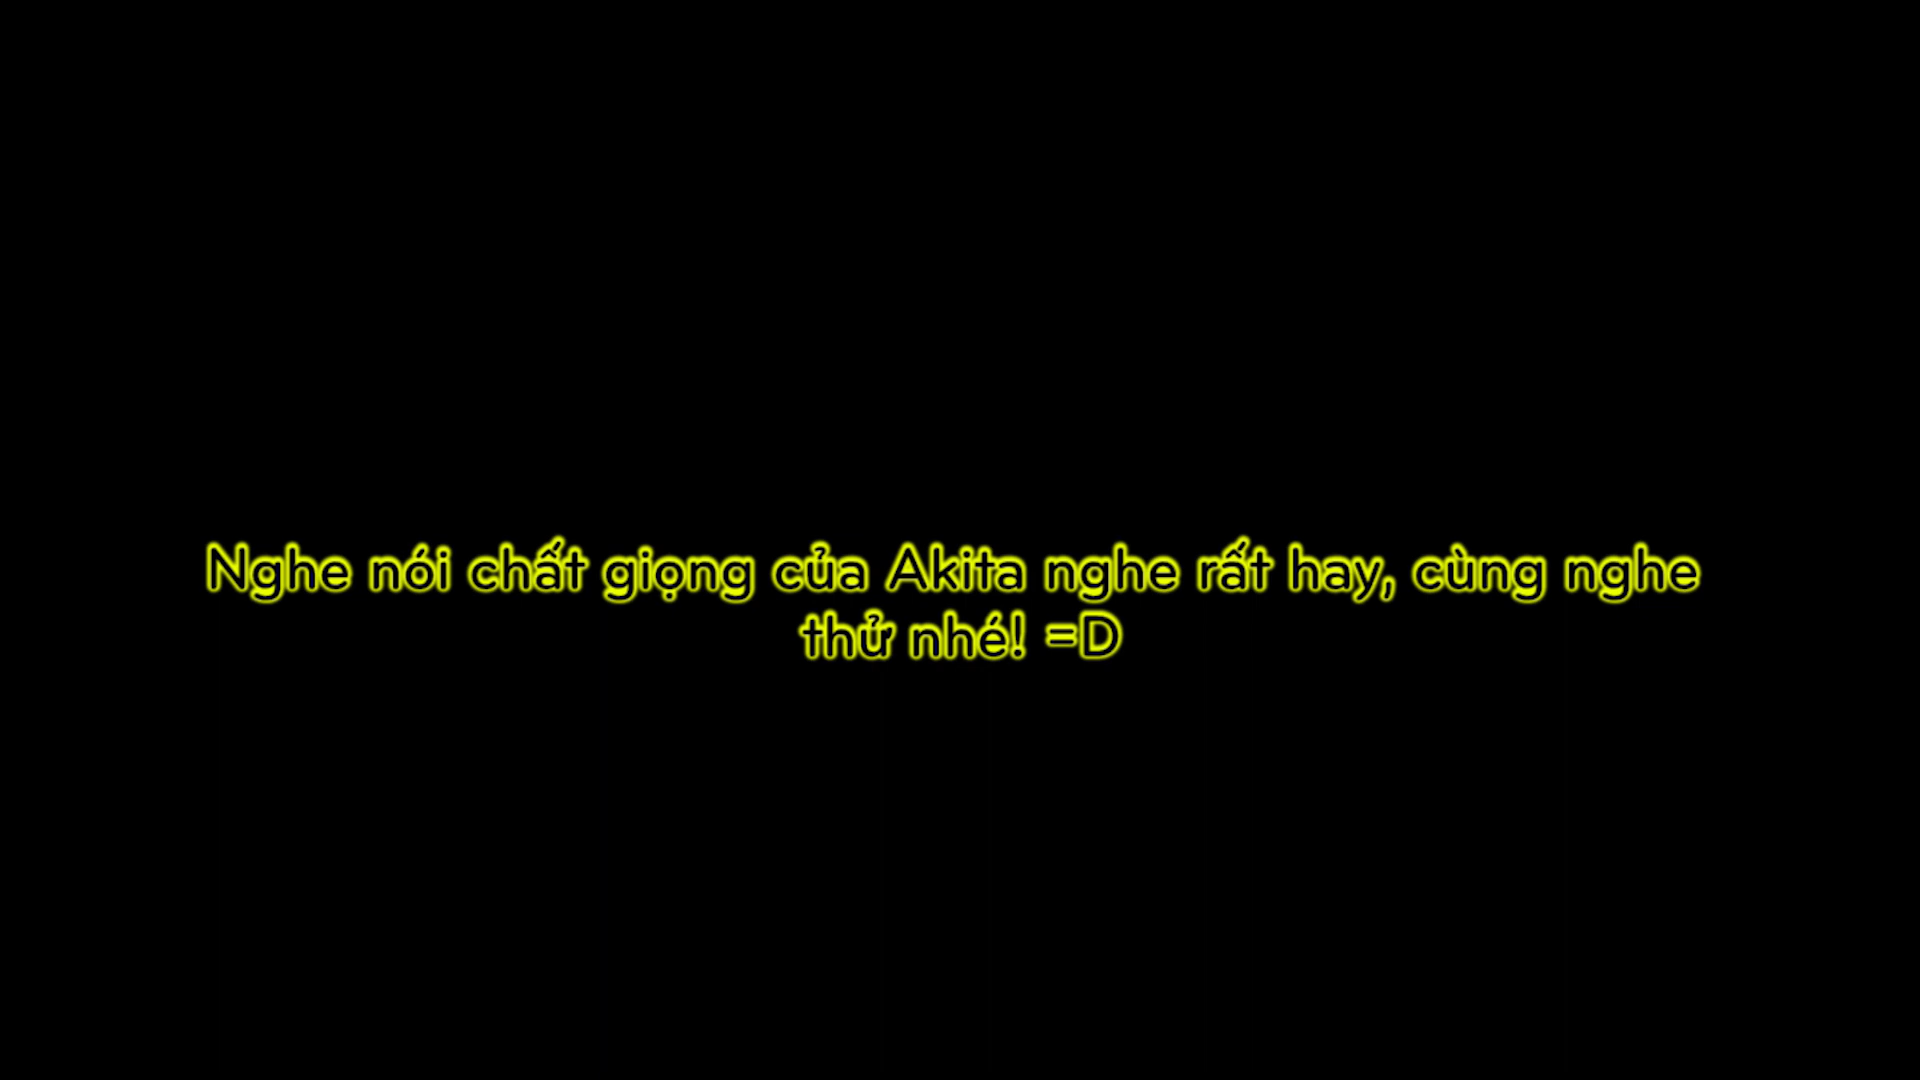 Nghe nói chất giọng của Akita nghe rất hay, cùng nghe
thử nhé! =D